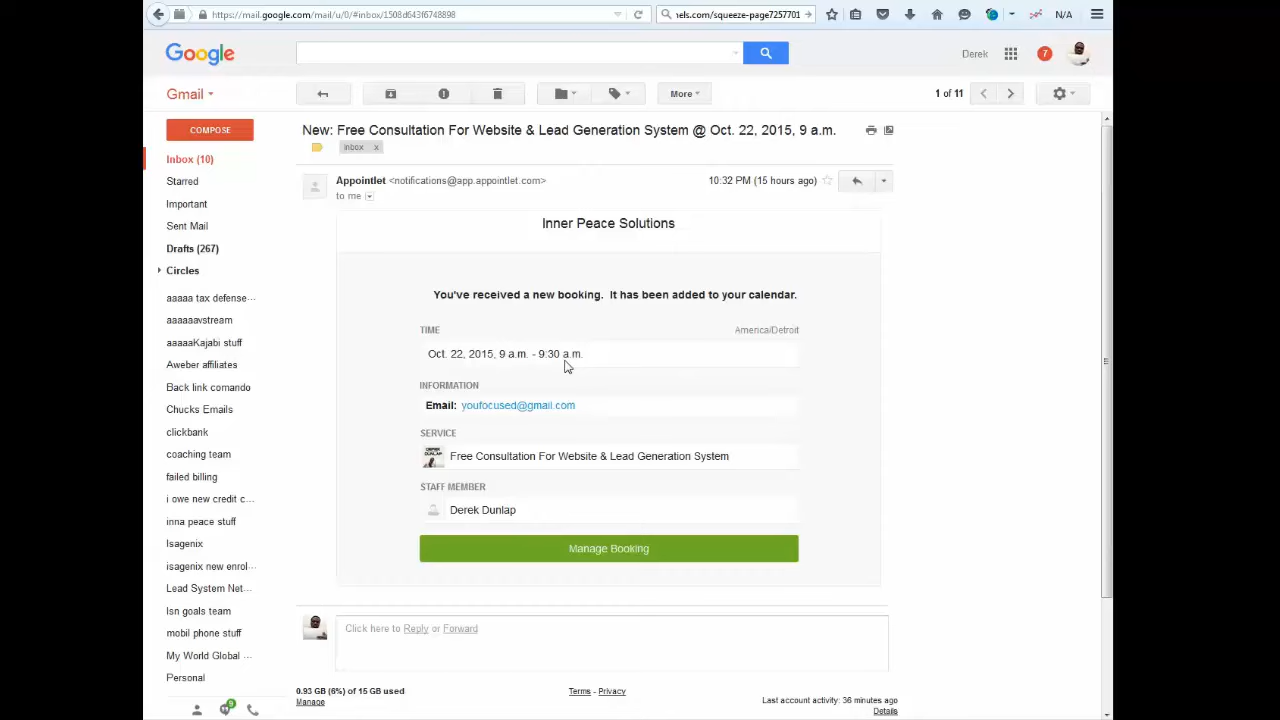 https://mail.google.com/mail/u/0/#inbox/1508d643f6748898
nels.com/squeeze-page7257701
N/A
Google
Derek
7
Gmail
More
1 of 11
COMPOSE
Inbox (10)
Starred
Important
Sent Mail
Drafts (267)
Circles
aaaaa tax defense...
aaaaaavstream
aaaaaKajabi stuff
Aweber affiliates
Back link comando
Chucks Emails
clickbank
coaching team
failed billing
i owe new credit c...
inna peace stuff
Isagenix
isagenix new enrol...
Lead System Net...
lsn goals team
mobil phone stuff
My World Global ...
Personal
9
New: Free Consultation For Website & Lead Generation System @ Oct. 22, 2015, 9 a.m.
Inbox x
Appointlet <notifications@app.appointlet.com>
10:32 PM (15 hours ago)
to me
Inner Peace Solutions
You've received a new booking. It has been added to your calendar.
TIME
America/Detroit
Oct. 22, 2015, 9 a.m. - 9:30 a.m.
INFORMATION
Email: youfocused@gmail.com
SERVICE
DEREK
DUNLAP
Free Consultation For Website & Lead Generation System
STAFF MEMBER
Derek Dunlap
Manage Booking
Click here to Reply or Forward
0.93 GB (6%) of 15 GB used
Manage
Terms - Privacy
Last account activity: 36 minutes ago
Details